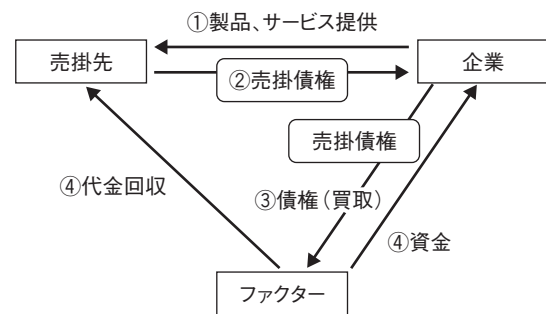 ①製品、サービス提供
売掛先
企業
②売掛債権
売掛債権
④代金回収
③債権（買取）
④資金
ファクター